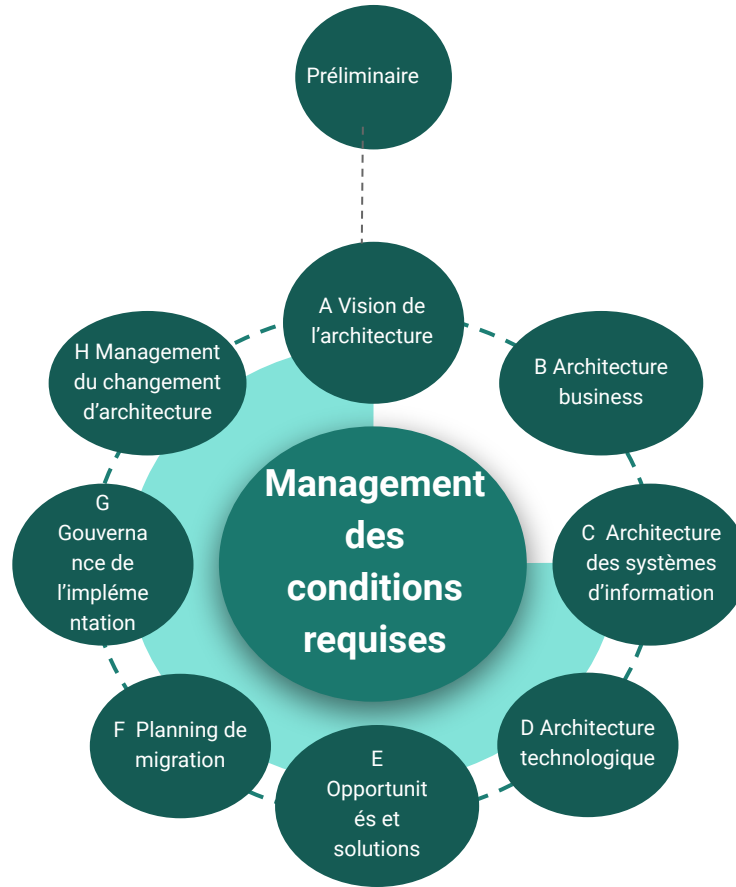 Préliminaire
A Vision de
l'architecture
B Architecture
business
C  Architecture
des systèmes
d'information
D Architecture
technologique
E
Opportunit
és et
solutions
F  Planning de
migration
G
Gouverna
nce de
l'impléme
ntation
H Management
du changement
d'architecture
Management
des
conditions
requises